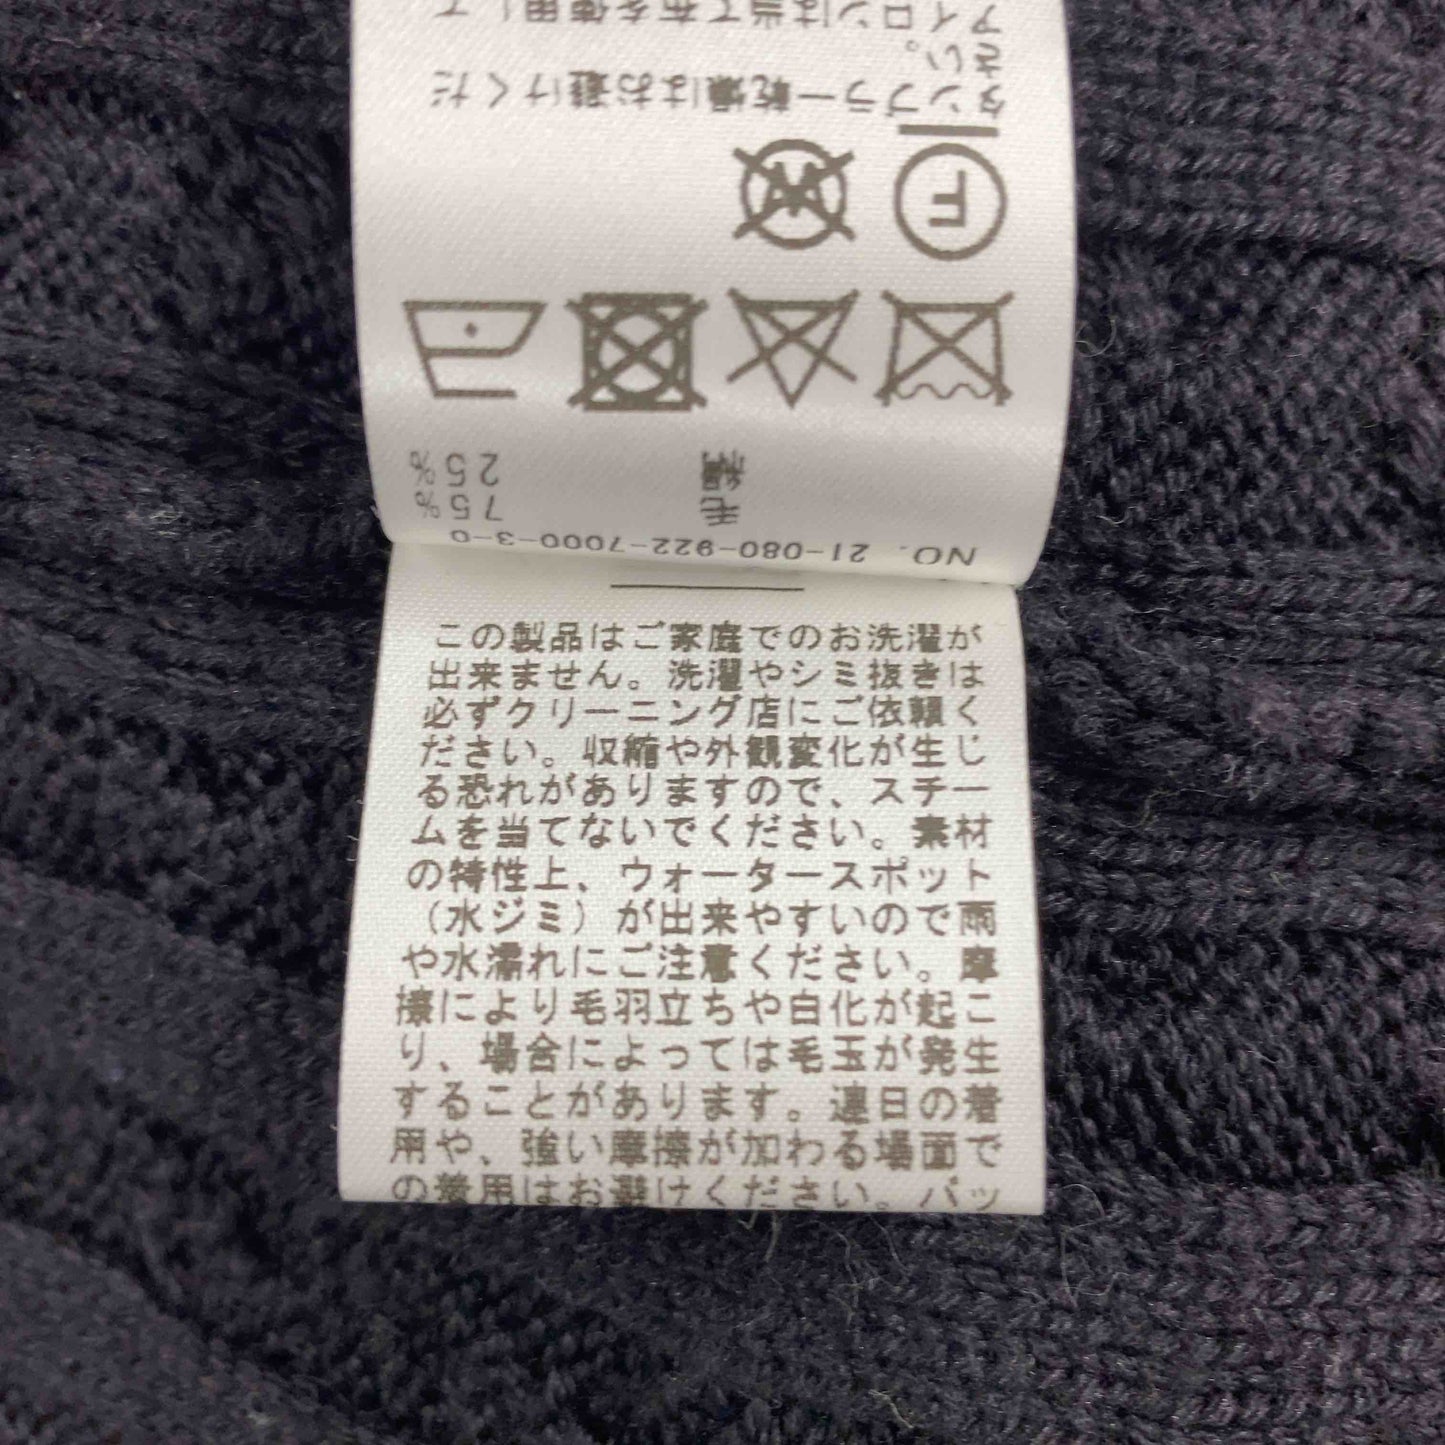 NO. 21-080-922-7000-3-0
毛 75%
絹 25%
F
W
タンブラー乾燥はお避けくだ
さい。
アイロンは当て布を使用して
この製品はご家庭でのお洗濯が
出来ません。洗濯やシミ抜きは
必ずクリーニング店にご依頼く
ださい。収縮や外観変化が生じ
る恐れがありますので、スチー
ムを当てないでください。素材
の特性上、ウォータースポット
（水ジミ）が出来やすいので雨
や水濡れにご注意ください。摩
擦により毛羽立ちや白化が起こ
り、場合によっては毛玉が発生
することがあります。連日の着
用や、強い摩擦が加わる場面で
の着用はお避けください。バッ